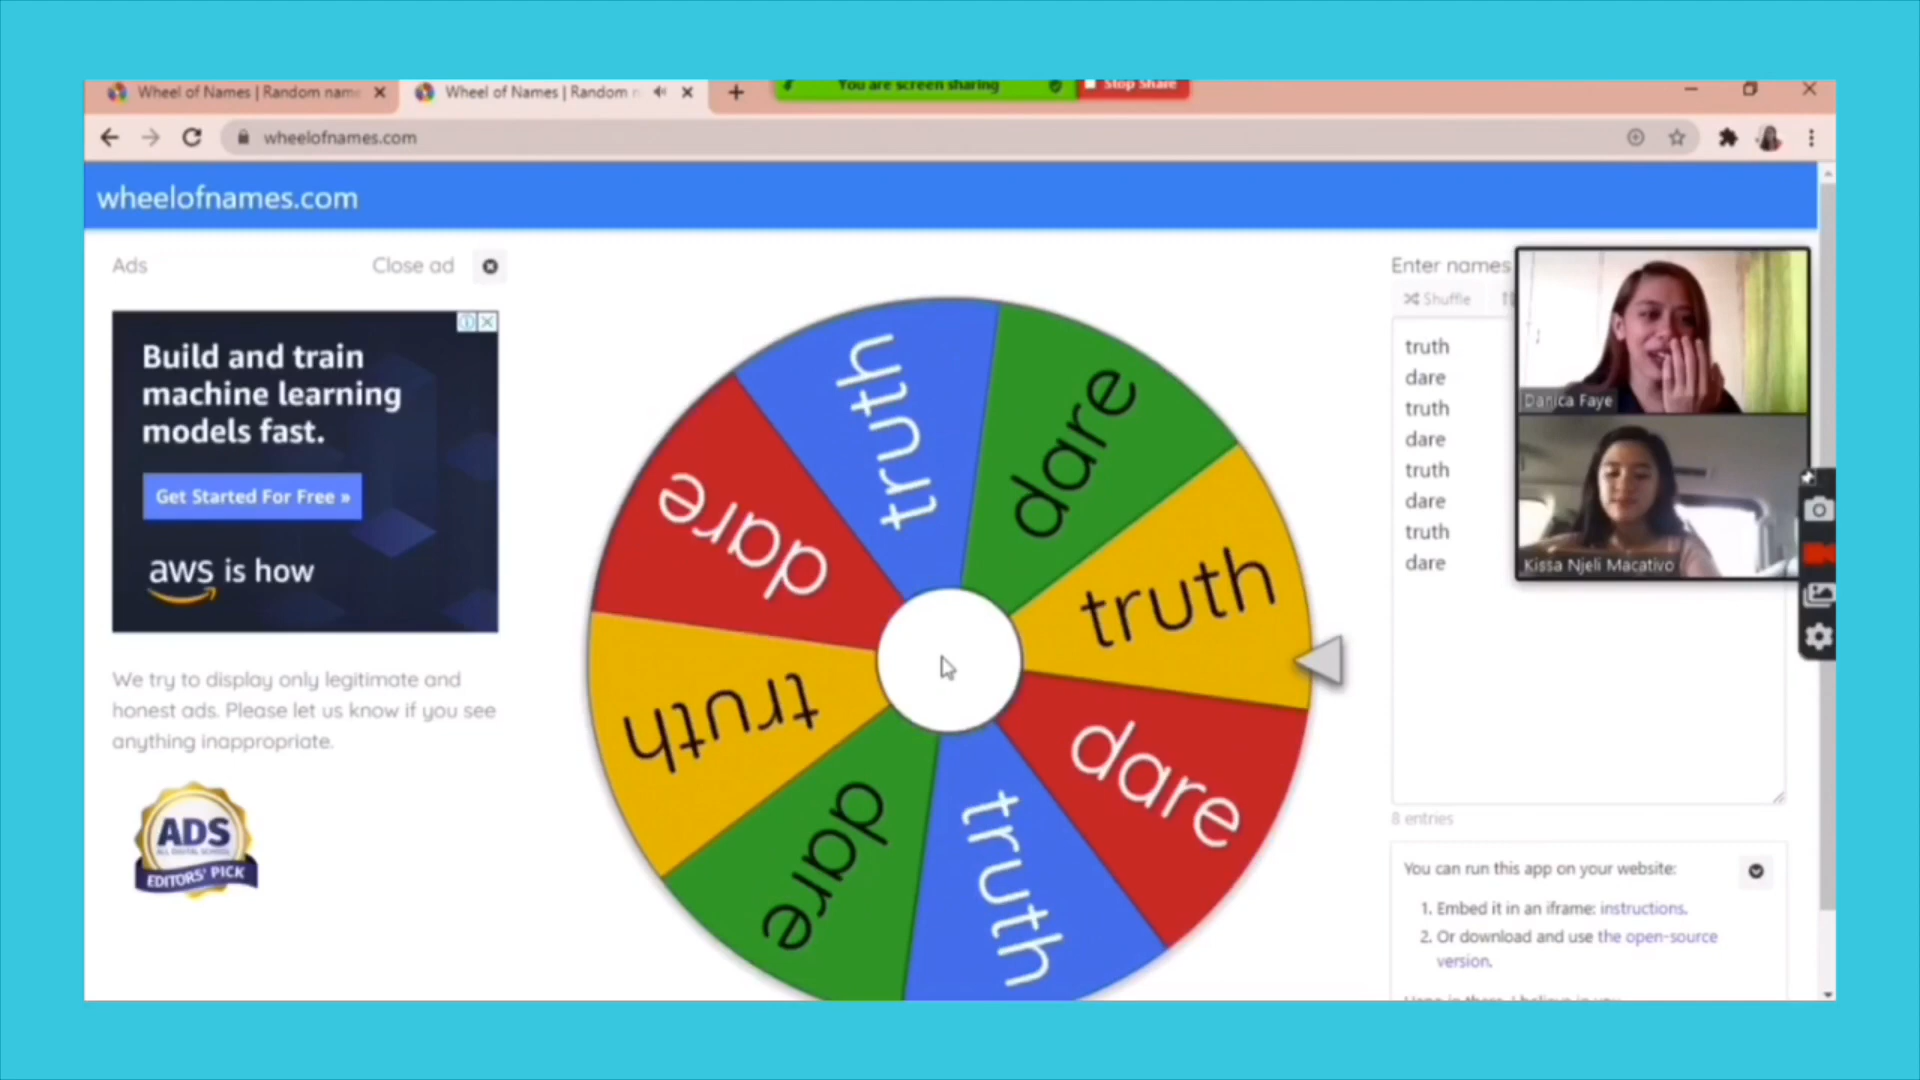 Wheel of Names | Random name
Wheel of Names | Random n
You are screen sharing
Stop Share
wheelofnames.com
wheelofnames.com
Ads
Close ad
Build and train
machine learning
models fast.
Get Started For Free »
aws is how
We try to display only legitimate and
honest ads. Please let us know if you see
anything inappropriate.
ADS
ALL DIGITAL SCHOOL
EDITORS' PICK
truth
dare
truth
dare
truth
dare
truth
dare
Enter names
Shuffle
truth
dare
truth
dare
truth
dare
truth
dare
Danica Faye
Kissa Njeli Macativo
8 entries
You can run this app on your website:
1. Embed it in an iframe: instructions.
2. Or download and use the open-source
version.